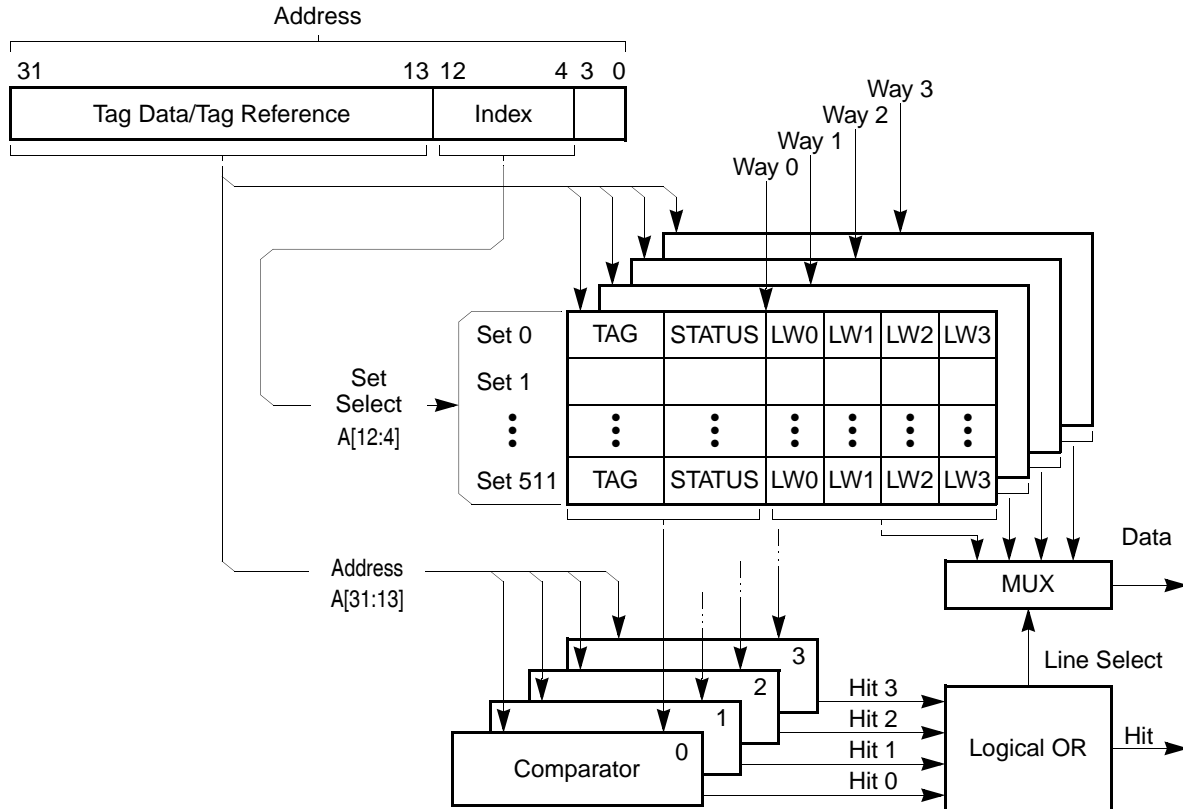 Address
31 13 12 4 3 0
Tag Data/Tag Reference Index
Way 3
Way 2
Way 1
Way 0
Set 0 TAG STATUS LW0 LW1 LW2 LW3
Set 1
Set
Select
A[12:4]
Set 511 TAG STATUS LW0 LW1 LW2 LW3
Data
Address
A[31:13]
MUX
3
Line Select
2
Hit 3
1
Hit 2
0
Comparator
Hit 1
Logical OR
Hit
Hit 0